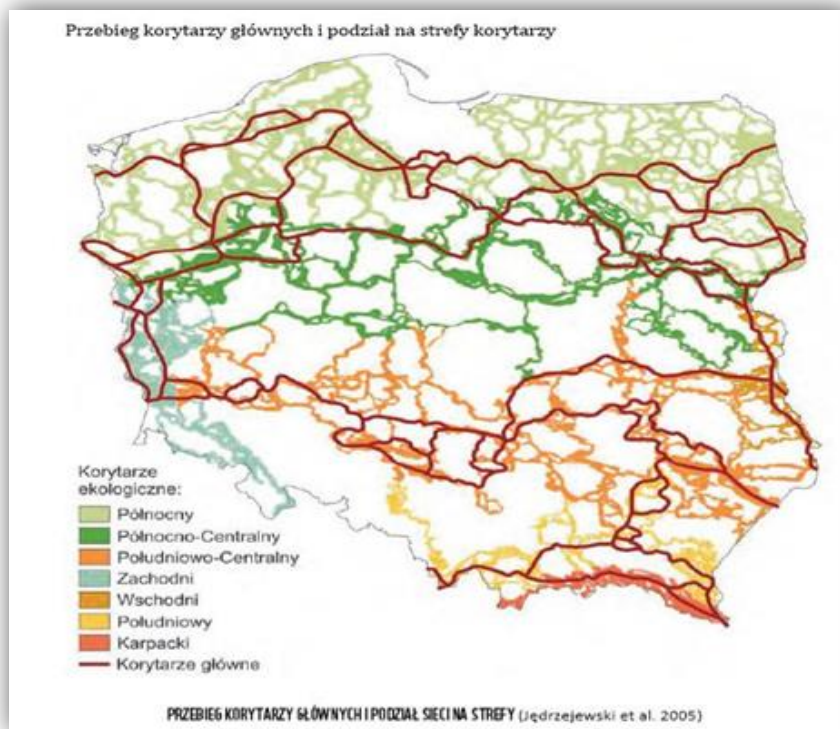 Przebieg korytarzy głównych i podział na strefy korytarzy
Korytarze
ekologiczne:
Północny
Północno-Centralny
Południowo-Centralny
Zachodni
Wschodni
Południowy
Karpacki
Korytarze główne
PRZEBIEG KORYTARZY GŁÓWNYCH I PODZIAŁ SIECI NA STREFY (Jędrzejewski et al. 2005)